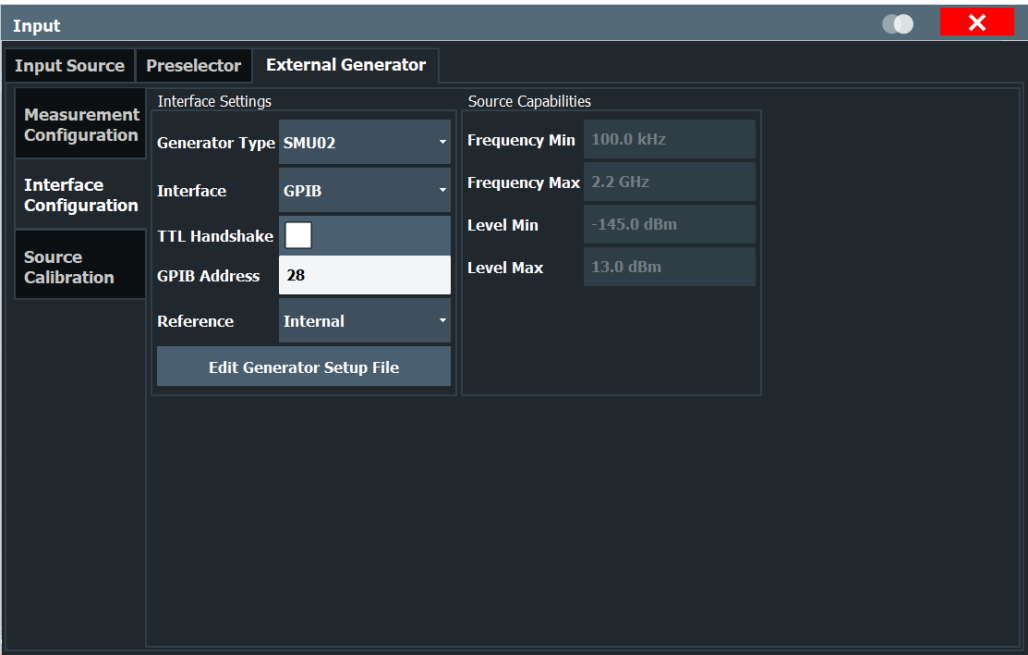 Input
Input Source Preselector External Generator
Measurement
Configuration
Interface
Configuration
Source
Calibration
Interface Settings
Generator Type SMU02
Interface GPIB
TTL Handshake
GPIB Address 28
Reference Internal
Edit Generator Setup File
Source Capabilities
Frequency Min 100.0 kHz
Frequency Max 2.2 GHz
Level Min -145.0 dBm
Level Max 13.0 dBm